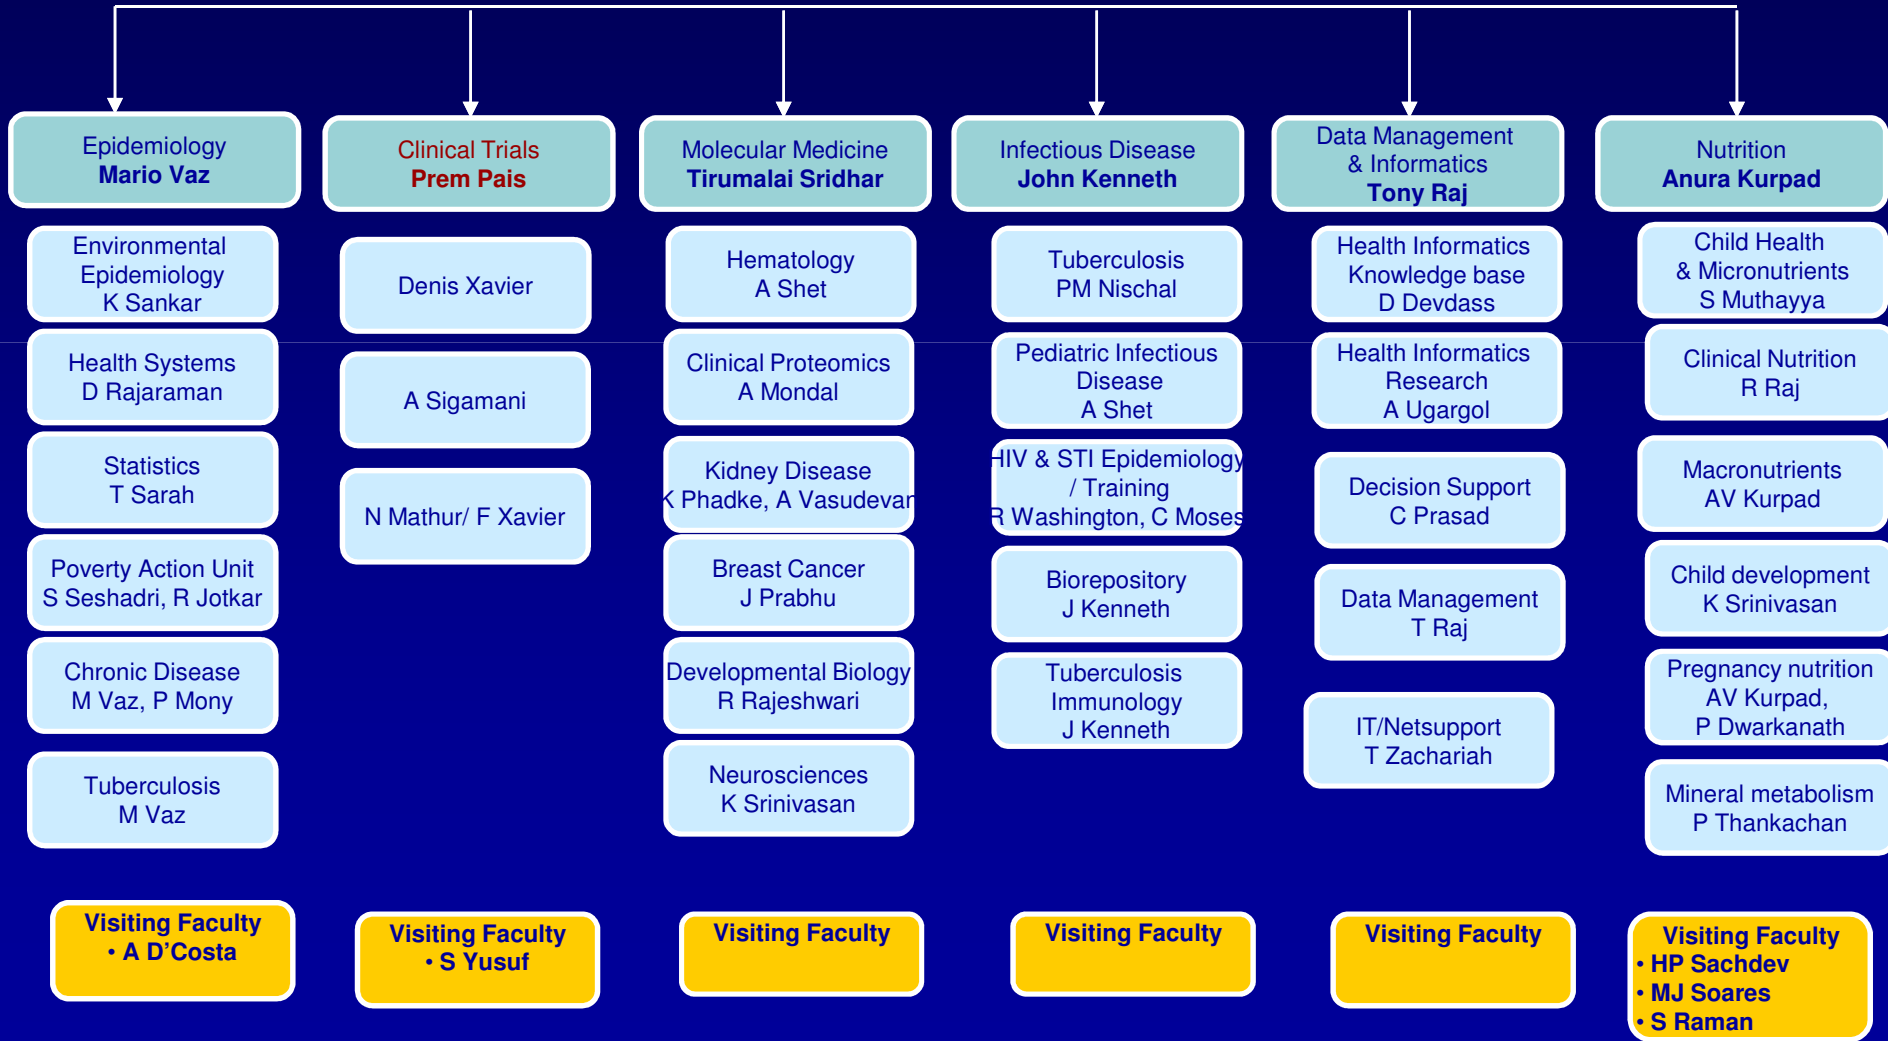 Epidemiology
Mario Vaz
Environmental
Epidemiology
K Sankar
Health Systems
D Rajaraman
Statistics
T Sarah
Poverty Action Unit
S Seshadri, R Jotkar
Chronic Disease
M Vaz, P Mony
Tuberculosis
M Vaz
Visiting Faculty
• A D’Costa
Clinical Trials
Prem Pais
Denis Xavier
A Sigamani
N Mathur/ F Xavier
Visiting Faculty
• S Yusuf
Molecular Medicine
Tirumalai Sridhar
Hematology
A Shet
Clinical Proteomics
A Mondal
Kidney Disease
K Phadke, A Vasudevan
Breast Cancer
J Prabhu
Developmental Biology
R Rajeshwari
Neurosciences
K Srinivasan
Visiting Faculty
Infectious Disease
John Kenneth
Tuberculosis
PM Nischal
Pediatric Infectious
Disease
A Shet
HIV & STI Epidemiology
/ Training
R Washington, C Moses
Biorepository
J Kenneth
Tuberculosis
Immunology
J Kenneth
Visiting Faculty
Data Management
& Informatics
Tony Raj
Health Informatics
Knowledge base
D Devdass
Health Informatics
Research
A Ugargol
Decision Support
C Prasad
Data Management
T Raj
IT/Netsupport
T Zachariah
Visiting Faculty
Nutrition
Anura Kurpad
Child Health
& Micronutrients
S Muthayya
Clinical Nutrition
R Raj
Macronutrients
AV Kurpad
Child development
K Srinivasan
Pregnancy nutrition
AV Kurpad,
P Dwarkanath
Mineral metabolism
P Thankachan
Visiting Faculty
• HP Sachdev
• MJ Soares
• S Raman